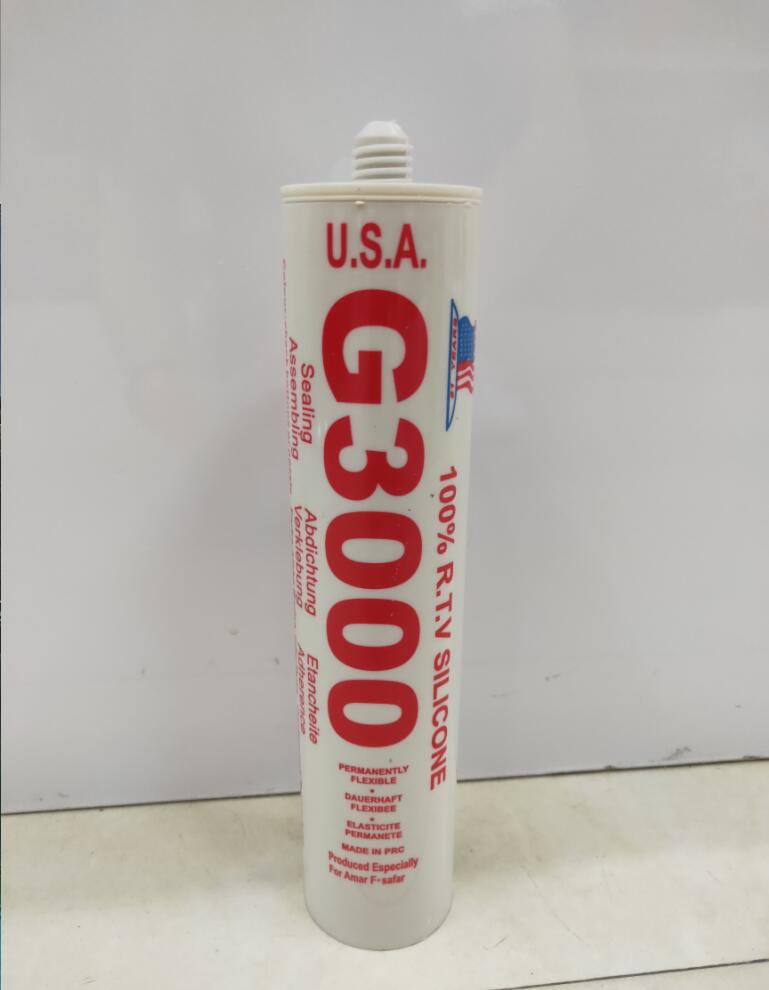 U.S.A.
G3000
100% R.T.V SILICONE
YEARS
Sealing
Assembling
Abdichtung
Verklebung
Etancheite
Adherence
PERMANENTLY
FLEXIBLE
•
DAUERHAFT
FLEXIBEE
•
ELASTICITE
PERMANETE
MADE IN PRC
Produced Especially
For Amar F•safar